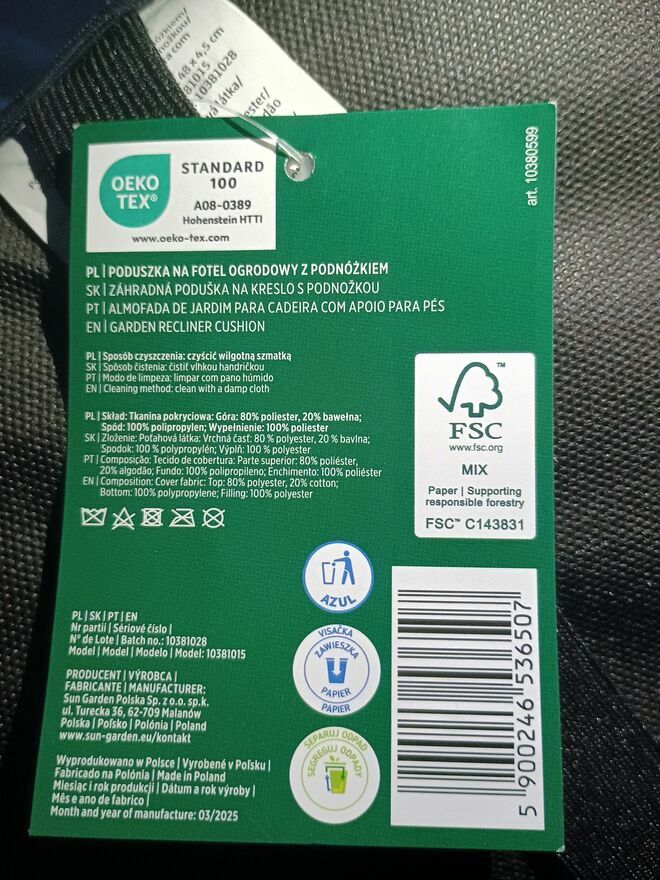 48 × 4,5 cm
10381028
art. 10380599
OEKO
TEX®
STANDARD
100
A08-0389
Hohenstein HTTI
www.oeko-tex.com
PL | PODUSZKA NA FOTEL OGRODOWY Z PODNÓŻKIEM
SK | ZÁHRADNÁ PODUŠKA NA KRESLO S PODNOŽKOU
PT | ALMOFADA DE JARDIM PARA CADEIRA COM APOIO PARA PÉS
EN | GARDEN RECLINER CUSHION
PL | Sposób czyszczenia: czyścić wilgotną szmatką
SK | Spôsob čistenia: čistiť vlhkou handričkou
PT | Modo de limpeza: limpar com pano húmido
EN | Cleaning method: clean with a damp cloth
PL | Skład: Tkanina pokryciowa: Góra: 80% poliester, 20% bawełna;
Spód: 100% polipropylen; Wypełnienie: 100% poliester
SK | Zloženie: Poťahová látka: Vrchná časť: 80 % polyester, 20 % bavlna;
Spodok: 100 % polypropylén; Výplň: 100 % polyester
PT | Composição: Tecido de cobertura: Parte superior: 80% poliéster,
20% algodão; Fundo: 100% polipropileno; Enchimento: 100% poliéster
EN | Composition: Cover fabric: Top: 80% polyester, 20% cotton;
Bottom: 100% polypropylene; Filling: 100% polyester
FSC
www.fsc.org
MIX
Paper | Supporting
responsible forestry
FSC™ C143831
AZUL
VISAČKA
ZAWIESZKA
PAPIER
PAPIER
SEPARUJ ODPAD
SEGREGUJ ODPADY
PL | SK | PT | EN
Nr partii | Sériové číslo |
N° de Lote | Batch no.: 10381028
Model | Model | Modelo | Model: 10381015
PRODUCENT | VÝROBCA |
FABRICANTE | MANUFACTURER:
Sun Garden Polska Sp. z o.o. sp.k.
ul. Turecka 36, 62-709 Malanów
Polska | Poľsko | Polónia | Poland
www.sun-garden.eu/kontakt
Wyprodukowano w Polsce | Vyrobené v Poľsku |
Fabricado na Polónia | Made in Poland
Miesiąc i rok produkcji | Dátum a rok výroby |
Mês e ano de fabrico |
Month and year of manufacture: 03/2025
5 900246 536507